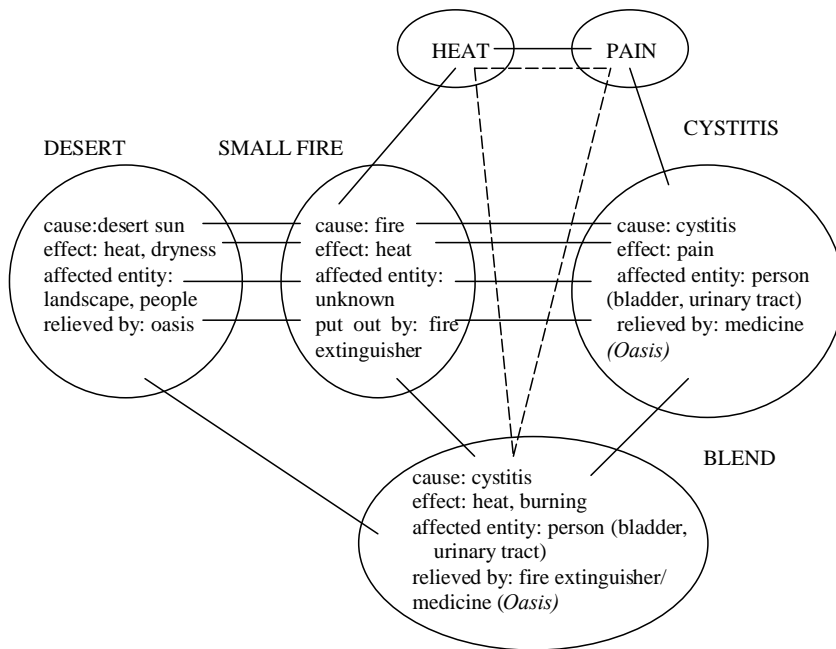 HEAT
PAIN
CYSTITIS
DESERT
SMALL FIRE
cause:desert sun
effect: heat, dryness
affected entity:
landscape, people
relieved by: oasis
cause: fire
effect: heat
affected entity:
unknown
put out by: fire
extinguisher
cause: cystitis
effect: pain
affected entity: person
(bladder, urinary tract)
relieved by: medicine
(Oasis)
BLEND
cause: cystitis
effect: heat, burning
affected entity: person (bladder,
urinary tract)
relieved by: fire extinguisher/
medicine (Oasis)